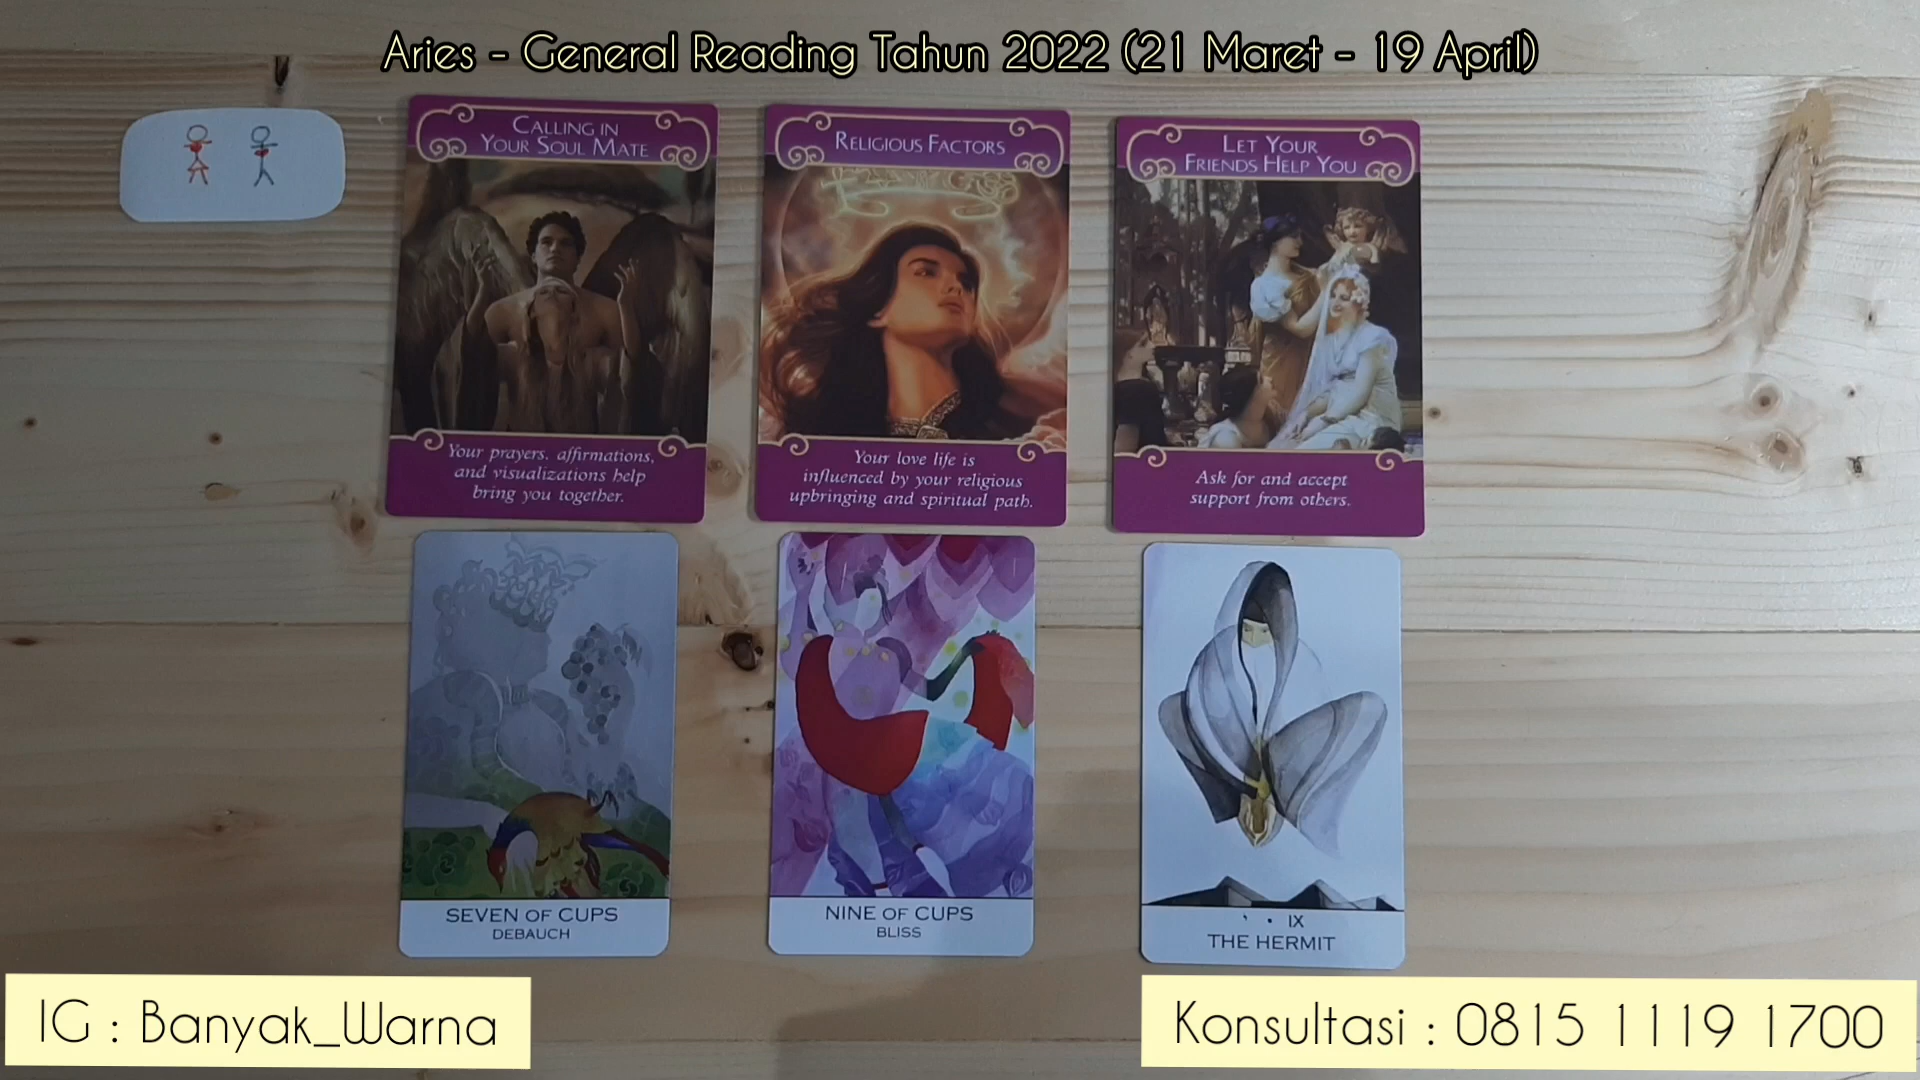 Aries - General Reading Tahun 2022 (21 Maret - 19 April)
CALLING IN
YOUR SOUL MATE
RELIGIOUS FACTORS
LET YOUR
FRIENDS HELP YOU
Your prayers, affirmations,
and visualizations help
bring you together.
Your love life is
influenced by your religious
upbringing and spiritual path.
Ask for and accept
support from others.
SEVEN OF CUPS
DEBAUCH
NINE OF CUPS
BLISS
IX
THE HERMIT
IG : Banyak_Warna
Konsultasi : 0815 1119 1700